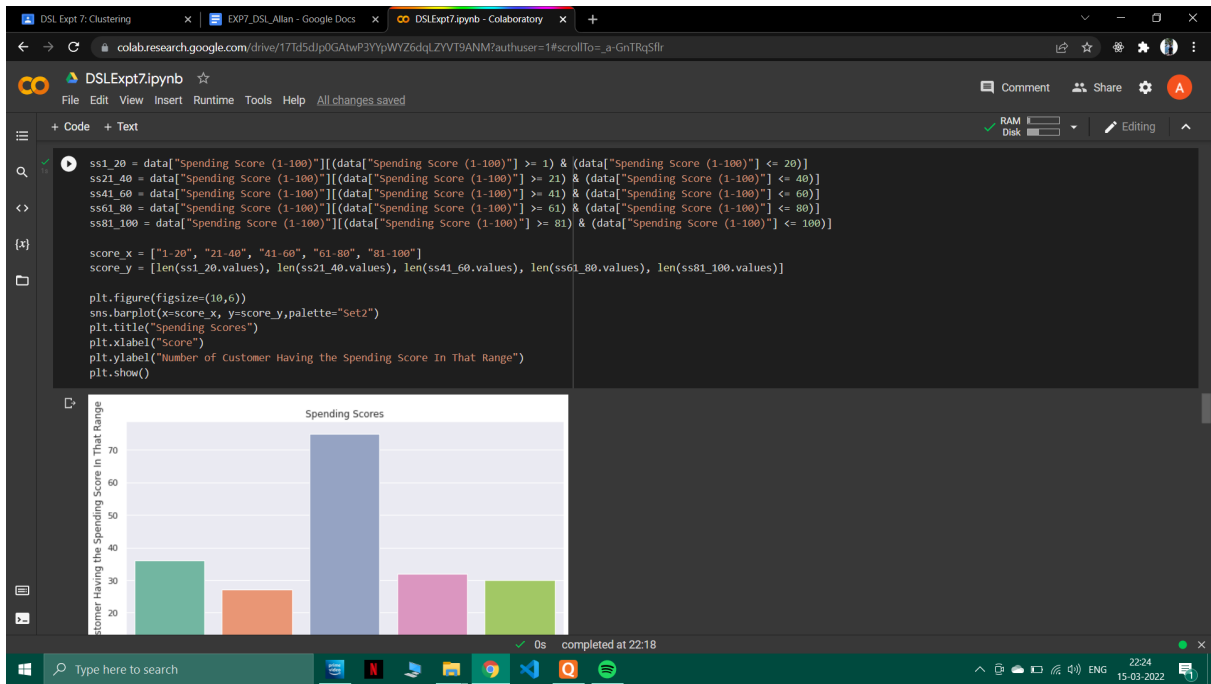 DSL Expt 7: Clustering
EXP7_DSL_Allan - Google Docs
DSLExpt7.ipynb - Colaboratory
colab.research.google.com/drive/17Td5dJp0GAtwP3YYpWYZ6dqLZYVT9ANM?authuser=1#scrollTo=_a-GnTRqSflr
DSLExpt7.ipynb
File Edit View Insert Runtime Tools Help All changes saved
Comment Share A
+ Code + Text
RAM
Disk
Editing
1s
{x}
ss1_20 = data["Spending Score (1-100)"][(data["Spending Score (1-100)"] >= 1) & (data["Spending Score (1-100)"] <= 20)]
ss21_40 = data["Spending Score (1-100)"][(data["Spending Score (1-100)"] >= 21) & (data["Spending Score (1-100)"] <= 40)]
ss41_60 = data["Spending Score (1-100)"][(data["Spending Score (1-100)"] >= 41) & (data["Spending Score (1-100)"] <= 60)]
ss61_80 = data["Spending Score (1-100)"][(data["Spending Score (1-100)"] >= 61) & (data["Spending Score (1-100)"] <= 80)]
ss81_100 = data["Spending Score (1-100)"][(data["Spending Score (1-100)"] >= 81) & (data["Spending Score (1-100)"] <= 100)]
score_x = ["1-20", "21-40", "41-60", "61-80", "81-100"]
score_y = [len(ss1_20.values), len(ss21_40.values), len(ss41_60.values), len(ss61_80.values), len(ss81_100.values)]
plt.figure(figsize=(10,6))
sns.barplot(x=score_x, y=score_y,palette="Set2")
plt.title("Spending Scores")
plt.xlabel("Score")
plt.ylabel("Number of Customer Having the Spending Score In That Range")
plt.show()
Spending Scores
stomer Having the Spending Score In That Range
70
60
50
40
30
20
0s completed at 22:18
Type here to search
prime video
N
Q
ENG
22:24
15-03-2022
1